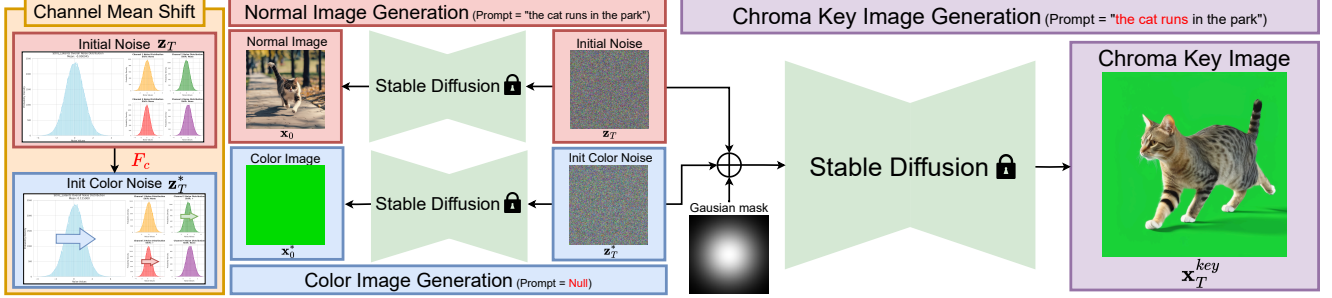 Channel Mean Shift
Initial Noise z_T
F_c
Init Color Noise z*_T
Normal Image Generation (Prompt = "the cat runs in the park")
Normal Image
x_0
Stable Diffusion
Initial Noise
z_T
Color Image
x*_0
Stable Diffusion
Init Color Noise
z*_T
Color Image Generation (Prompt = Null)
Gausian mask
Chroma Key Image Generation (Prompt = "the cat runs in the park")
Stable Diffusion
Chroma Key Image
x_T^key